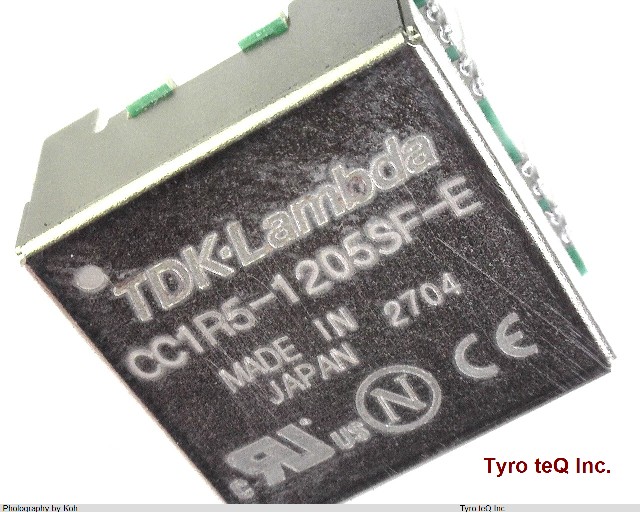 TDK·Lambda
CC1R5-1205SF-E
MADE IN 2704
JAPAN
c RU US N CE
Tyro teQ Inc.
Photography by Koh Tyro teQ Inc